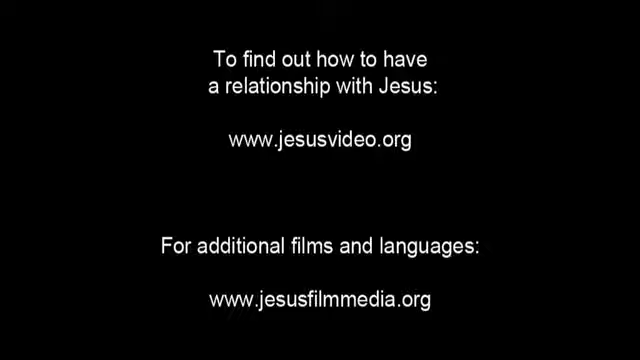 To find out how to have
a relationship with Jesus:
www.jesusvideo.org
For additional films and languages:
www.jesusfilmmedia.org